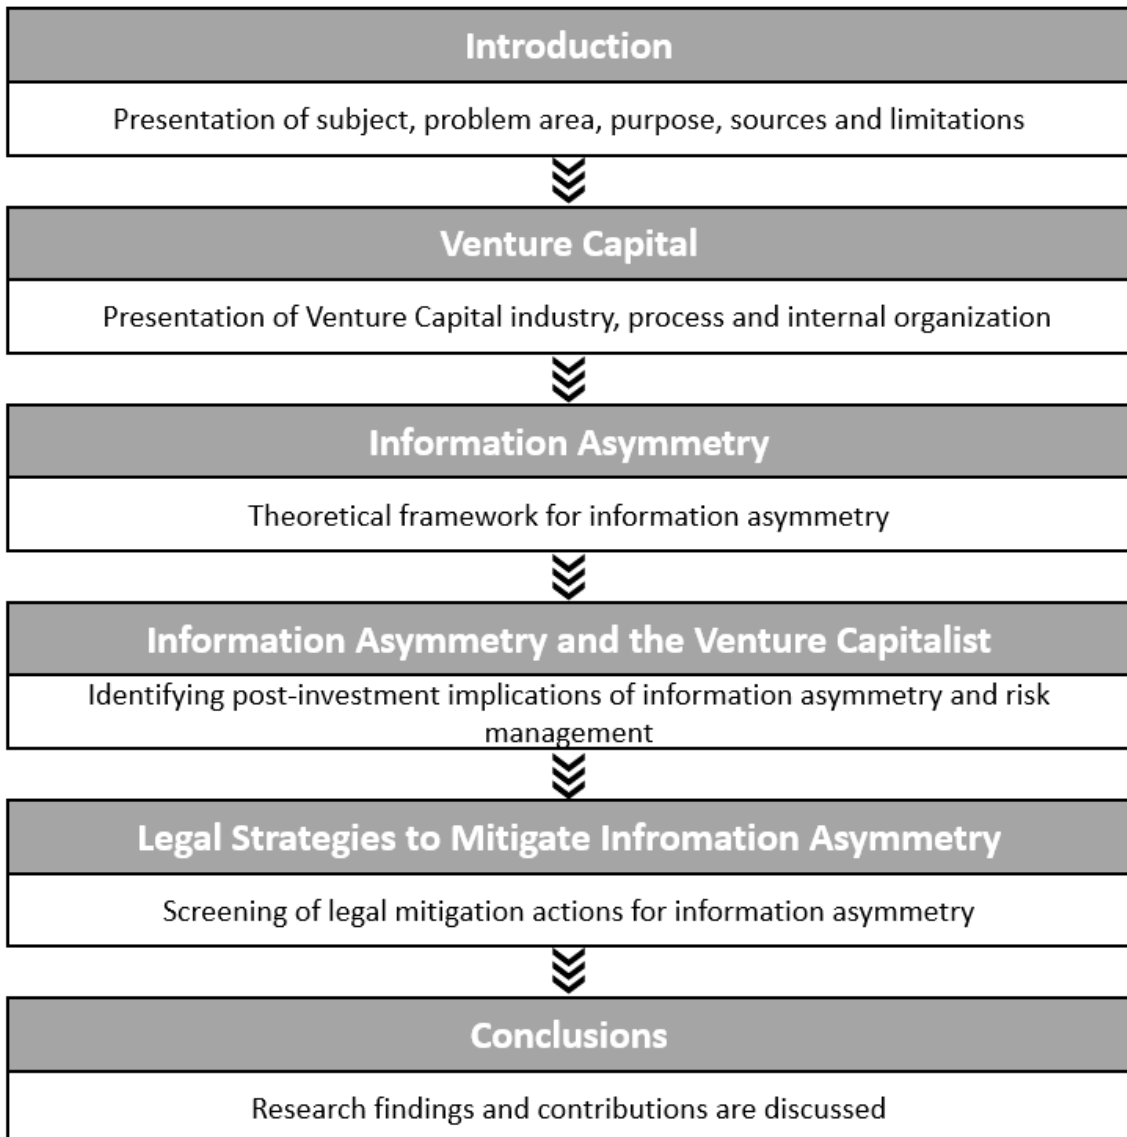 Introduction
Presentation of subject, problem area, purpose, sources and limitations
Venture Capital
Presentation of Venture Capital industry, process and internal organization
Information Asymmetry
Theoretical framework for information asymmetry
Information Asymmetry and the Venture Capitalist
Identifying post-investment implications of information asymmetry and risk
management
Legal Strategies to Mitigate Infromation Asymmetry
Screening of legal mitigation actions for information asymmetry
Conclusions
Research findings and contributions are discussed